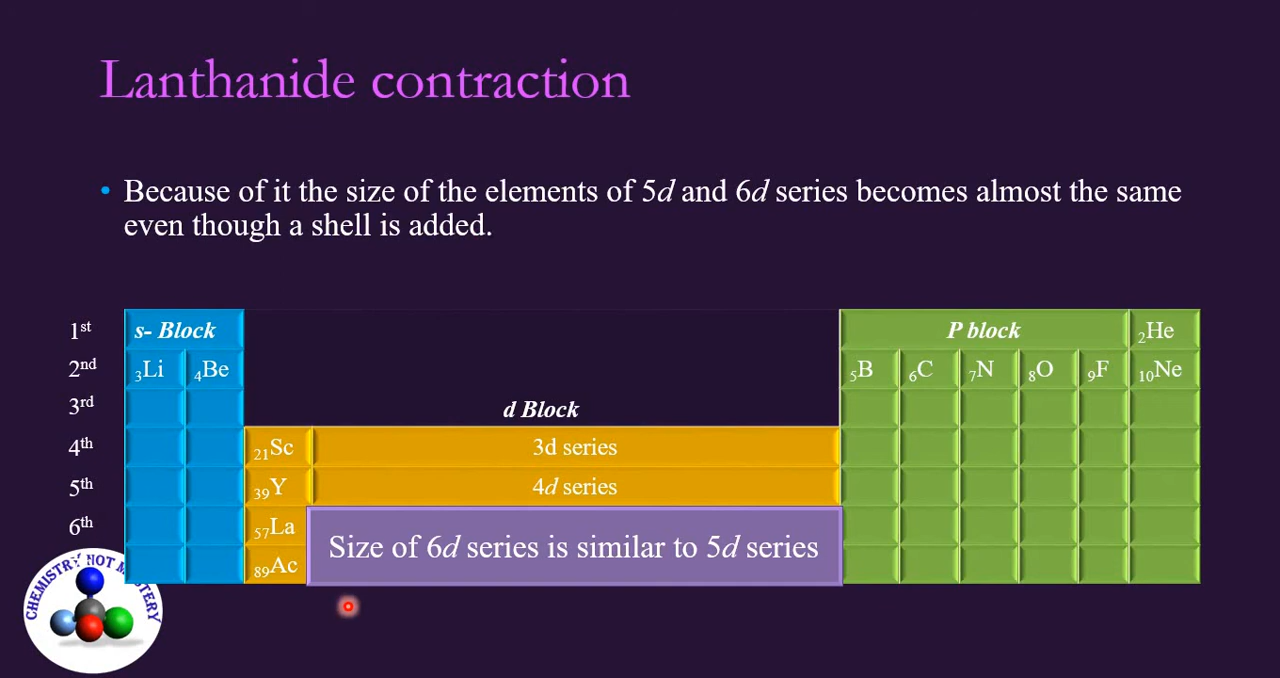 Lanthanide contraction
• Because of it the size of the elements of 5d and 6d series becomes almost the same
even though a shell is added.
1st s- Block P block 2He
2nd 3Li 4Be 5B 6C 7N 8O 9F 10Ne
3rd d Block
4th 21Sc 3d series
5th 39Y 4d series
6th 57La
Size of 6d series is similar to 5d series
89Ac
CHEMISTRY NOT MYSTERY